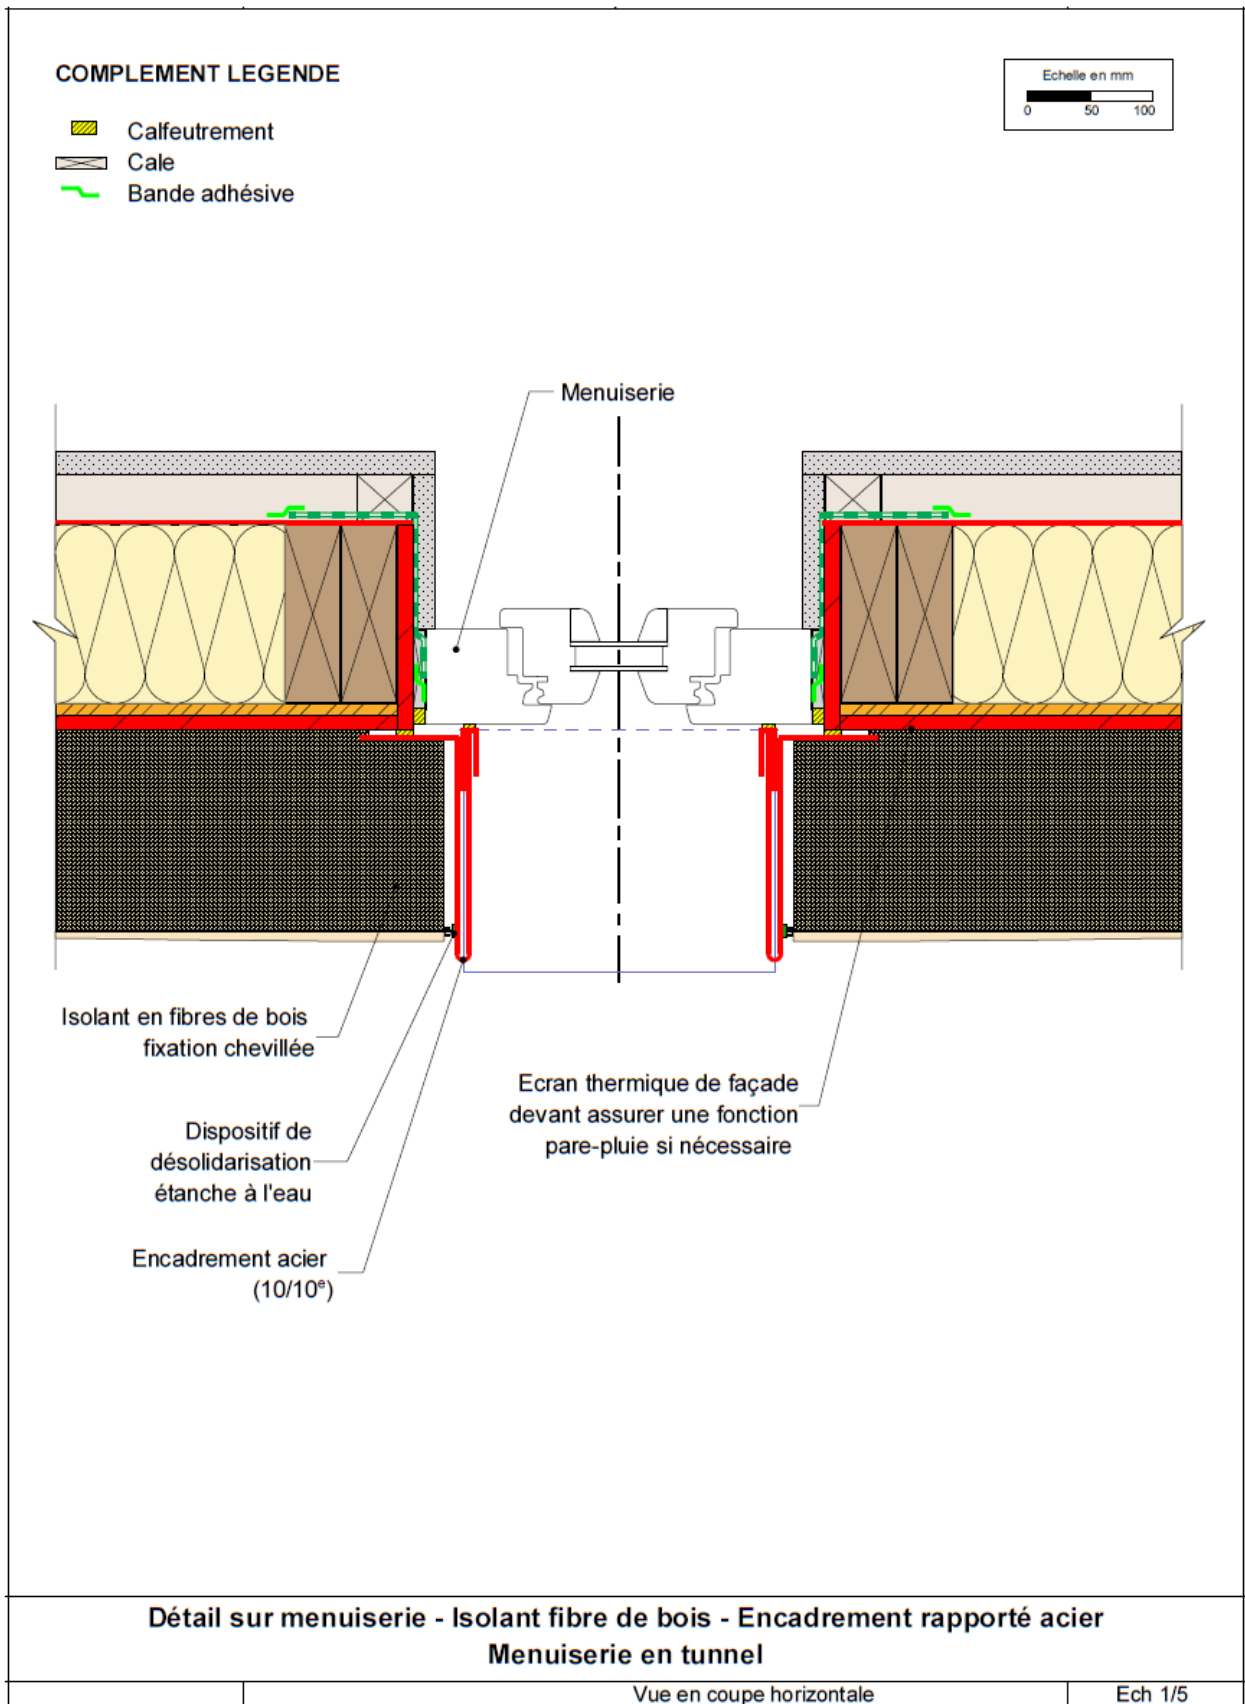 COMPLEMENT LEGENDE
Echelle en mm
0 50 100
Calfeutrement
Cale
Bande adhésive
Menuiserie
Isolant en fibres de bois
fixation chevillée
Ecran thermique de façade
devant assurer une fonction
pare-pluie si nécessaire
Dispositif de
désolidarisation
étanche à l'eau
Encadrement acier
(10/10ᵉ)
Détail sur menuiserie - Isolant fibre de bois - Encadrement rapporté acier
Menuiserie en tunnel
Vue en coupe horizontale
Ech 1/5